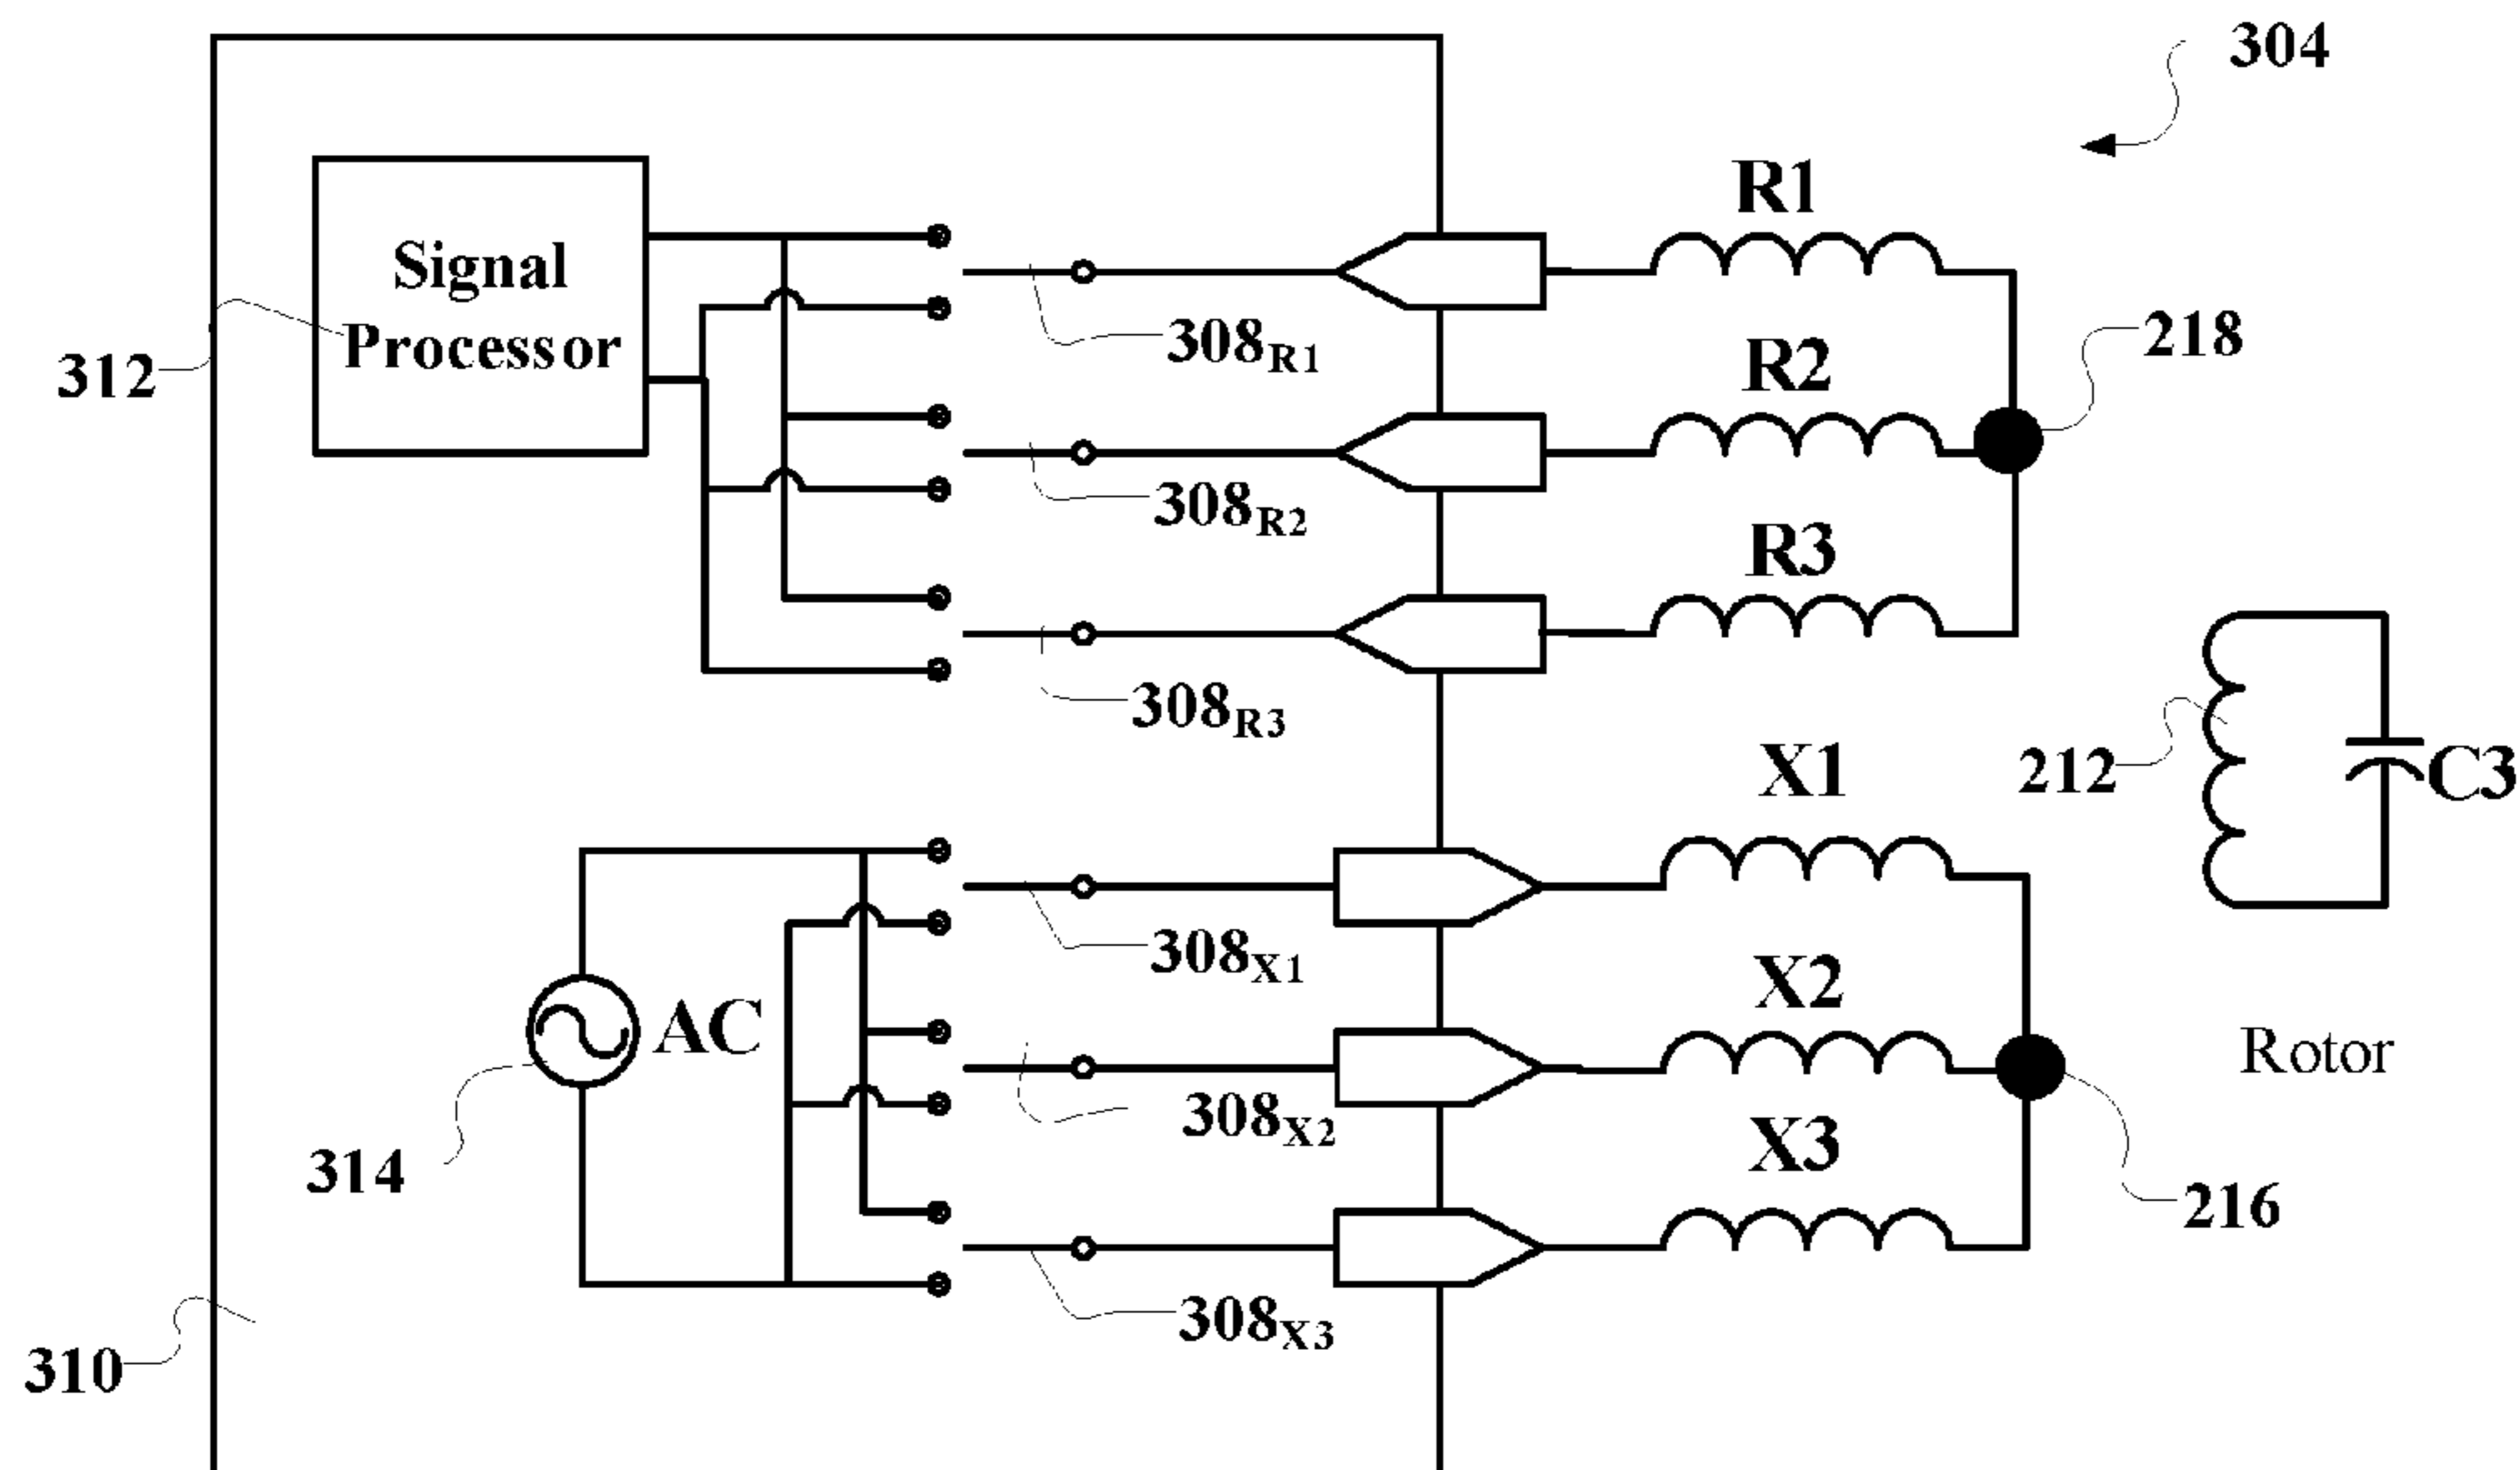 304
R1
Signal
Processor
312
308R1
218
R2
308R2
R3
308R3
X1
212
C3
308X1
X2
AC
Rotor
308X2
X3
314
216
308X3
310